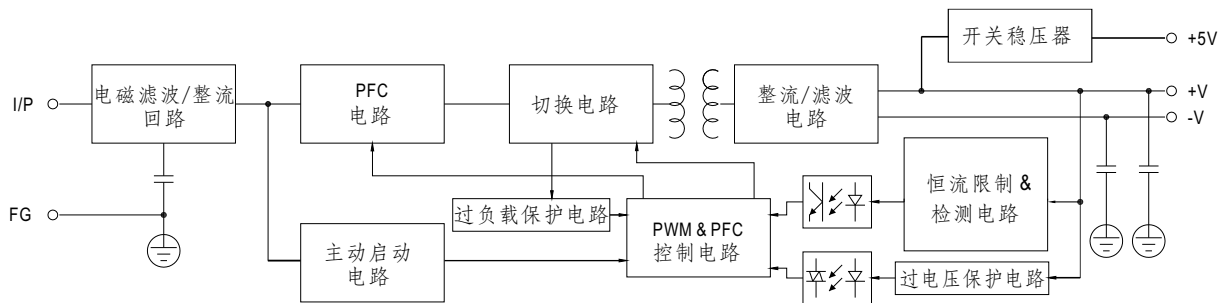 开关稳压器
+5V
I/P
电磁滤波/整流
回路
PFC
电路
切换电路
整流/滤波
电路
+V
-V
恒流限制&
检测电路
FG
过负载保护电路
PWM & PFC
控制电路
主动启动
电路
过电压保护电路